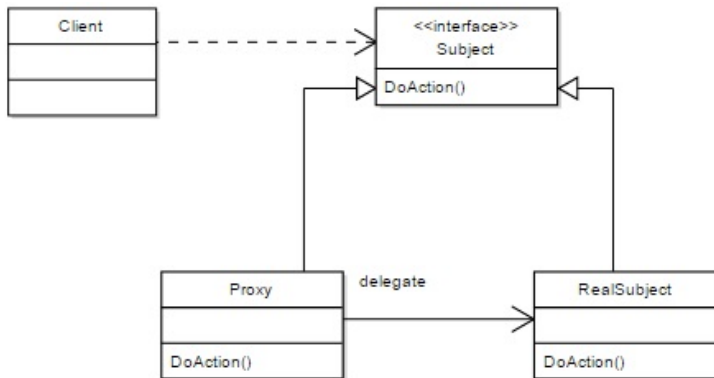 Client
<<interface>>
Subject
DoAction()
Proxy
delegate
RealSubject
DoAction()
DoAction()